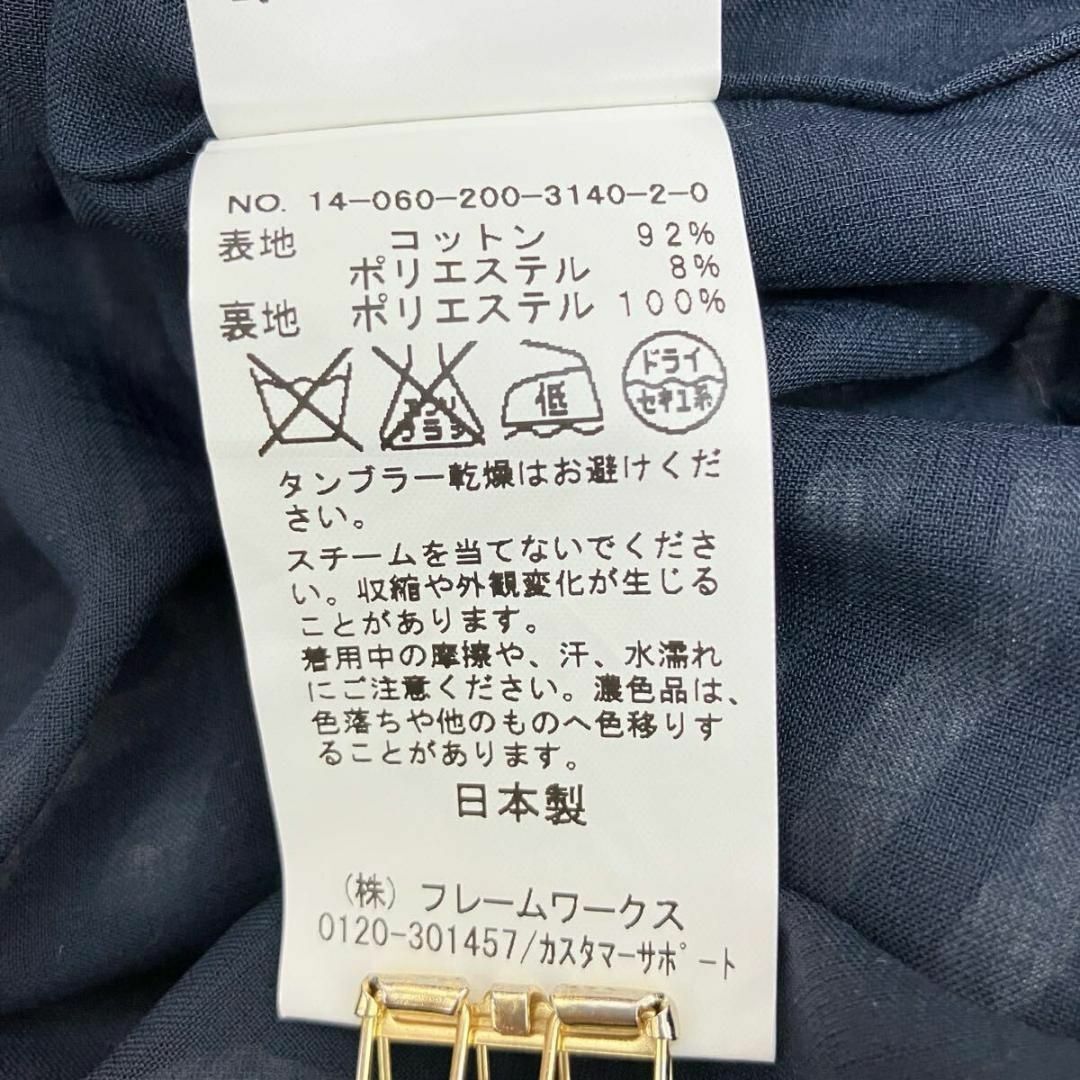 NO. 14-060-200-3140-2-0
表地 コットン 92%
ポリエステル 8%
裏地 ポリエステル 100%
エンソ
サラシ
低
ドライ
セキユ系
タンブラー乾燥はお避けくだ
さい。
スチームを当てないでくださ
い。収縮や外観変化が生じる
ことがあります。
着用中の摩擦や、汗、水濡れ
にご注意ください。濃色品は、
色落ちや他のものへ色移りす
ることがあります。
日本製
(株) フレームワークス
0120-301457/カスタマーサポート